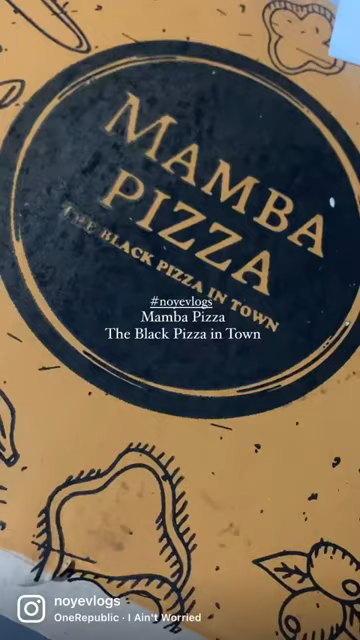 MAMBA
PIZZA
THE BLACK PIZZA IN TOWN
#noyevlogs
Mamba Pizza
The Black Pizza in Town
noyevlogs
OneRepublic · I Ain't Worried